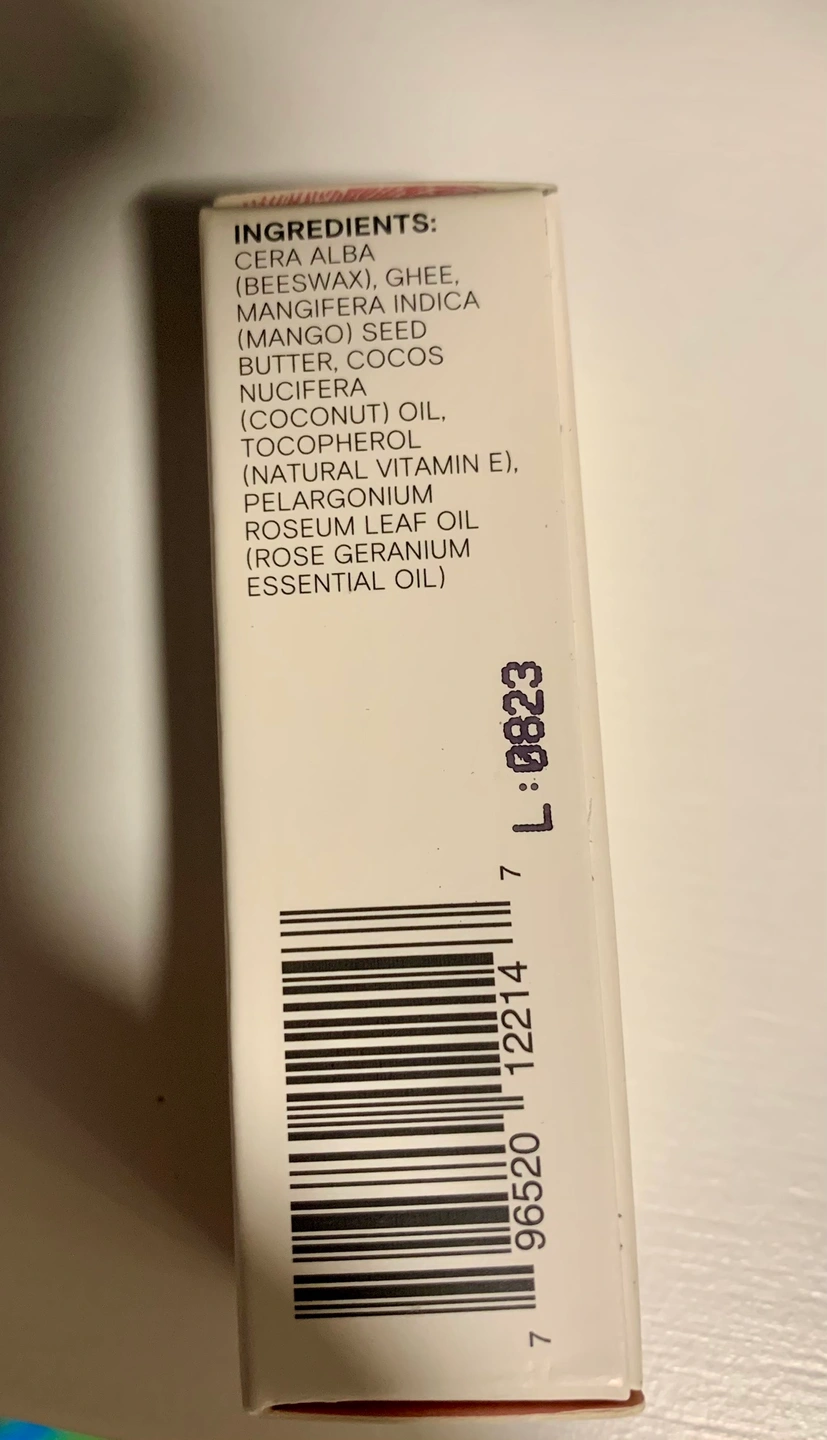 INGREDIENTS:
CERA ALBA
(BEESWAX), GHEE,
MANGIFERA INDICA
(MANGO) SEED
BUTTER, COCOS
NUCIFERA
(COCONUT) OIL,
TOCOPHEROL
(NATURAL VITAMIN E),
PELARGONIUM
ROSEUM LEAF OIL
(ROSE GERANIUM
ESSENTIAL OIL)
L:0823
7 96520 12214 7